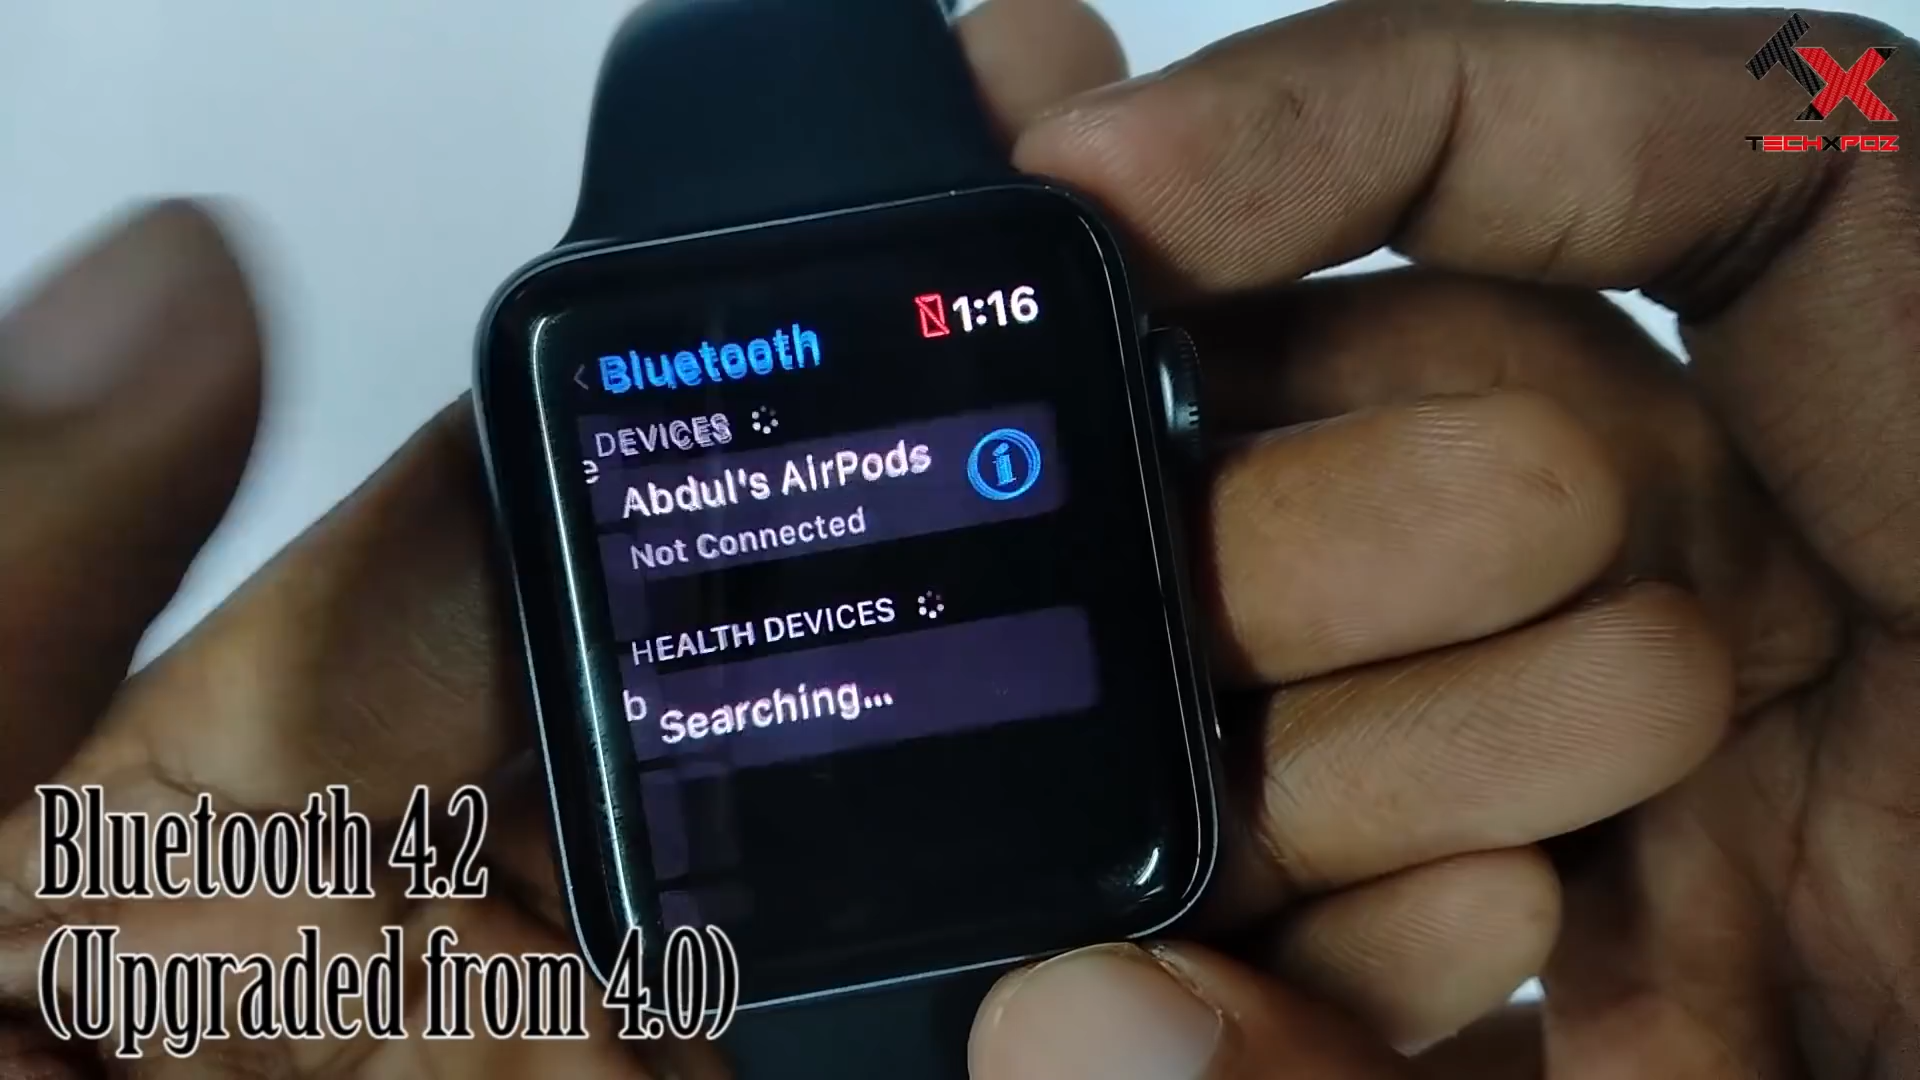 TECHXPOZ
1:16
Bluetooth
DEVICES
e
Abdul's AirPods
Not Connected
HEALTH DEVICES
b
Searching...
Bluetooth 4.2
(Upgraded from 4.0)